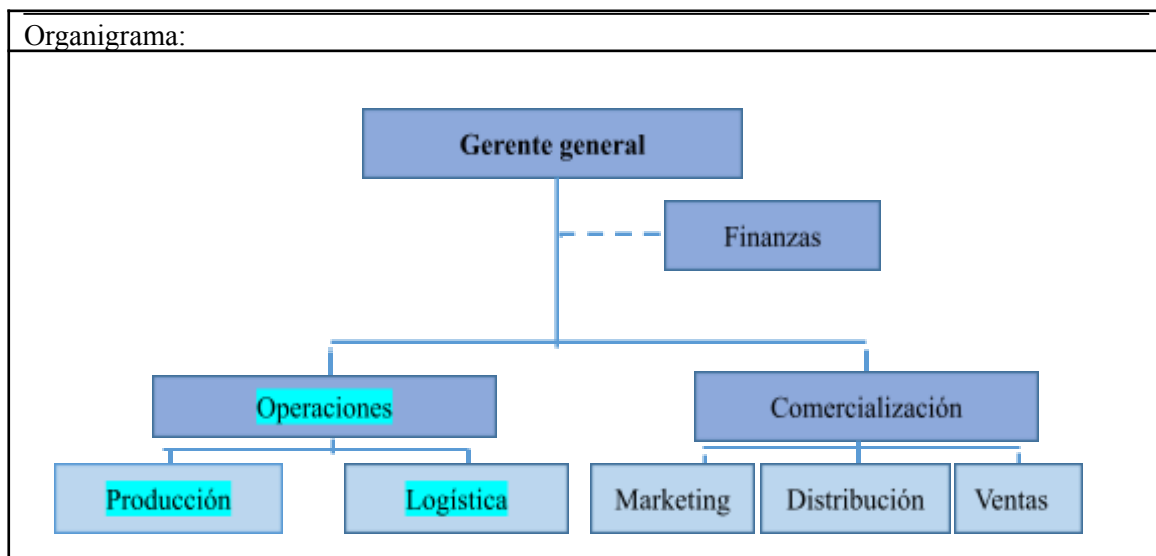 Organigrama:
Gerente general
Finanzas
Operaciones
Comercialización
Producción
Logística
Marketing
Distribución
Ventas